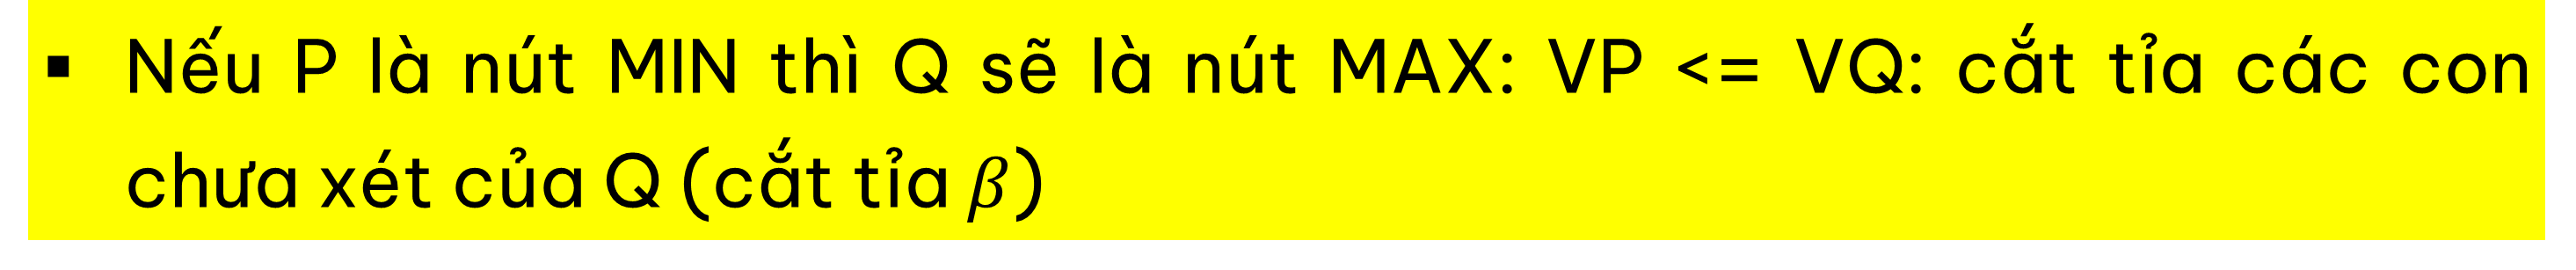 ▪ Nếu P là nút MIN thì Q sẽ là nút MAX: VP <= VQ: cắt tỉa các con
chưa xét của Q (cắt tỉa β)